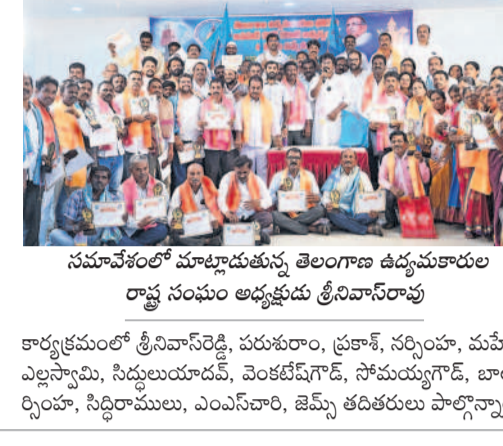 సమావేశంలో మాట్లాడుతున్న తెలంగాణ ఉద్యమకారుల
రాష్ట్ర సంఘం అధ్యక్షుడు శ్రీనివాస్‌రావు
కార్యక్రమంలో శ్రీనివాస్‌రెడ్డి, పరుశురాం, ప్రకాశ్, నర్సింహ, మహే
ఎల్లస్వామి, సిద్ధులుయాదవ్, వెంకటేష్‌గౌడ్, సోమయ్యగౌడ్, బాల
ర్సింహ, సిద్ధిరాములు, ఎంఎస్‌చారి, జెమ్స్ తదితరులు పాల్గొన్నా